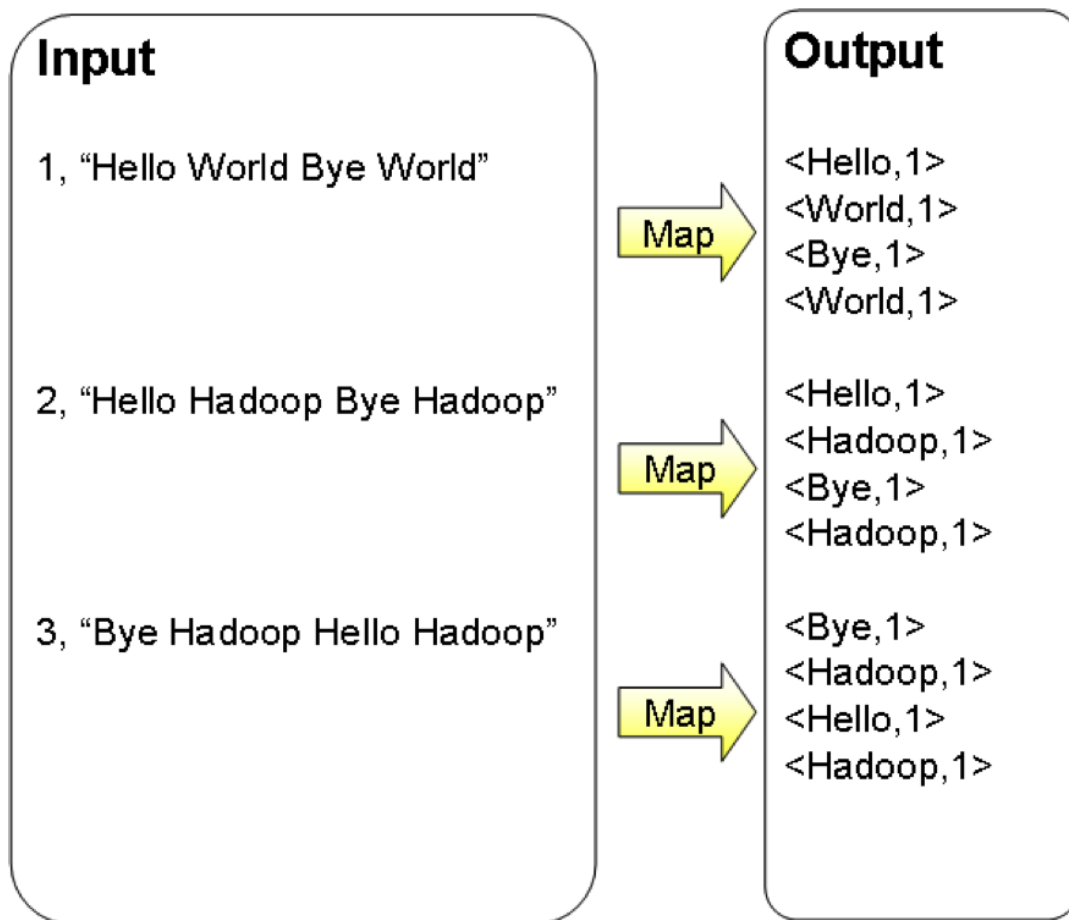 Input
1, “Hello World Bye World”
2, “Hello Hadoop Bye Hadoop”
3, “Bye Hadoop Hello Hadoop”
Map
Map
Map
Output
<Hello,1>
<World,1>
<Bye,1>
<World,1>
<Hello,1>
<Hadoop,1>
<Bye,1>
<Hadoop,1>
<Bye,1>
<Hadoop,1>
<Hello,1>
<Hadoop,1>